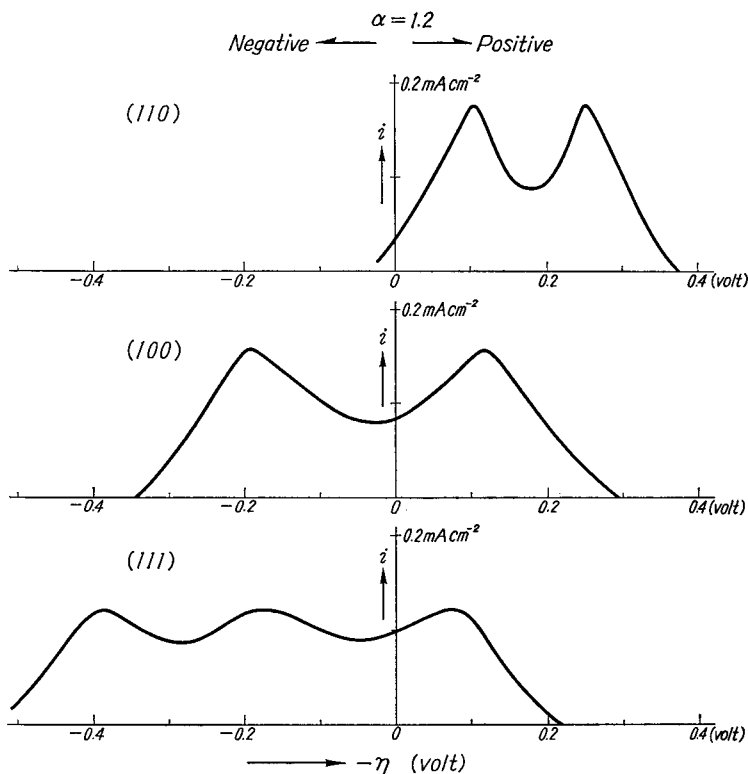 α = 1.2
Negative ← → Positive
(110)
0.2 mA cm⁻²
i
−0.4 −0.2 0 0.2 0.4 (volt)
(100)
0.2 mA cm⁻²
i
−0.4 −0.2 0 0.2 0.4 (volt)
(111)
0.2 mA cm⁻²
i
−0.4 −0.2 0 0.2 0.4 (volt)
→ −η (volt)